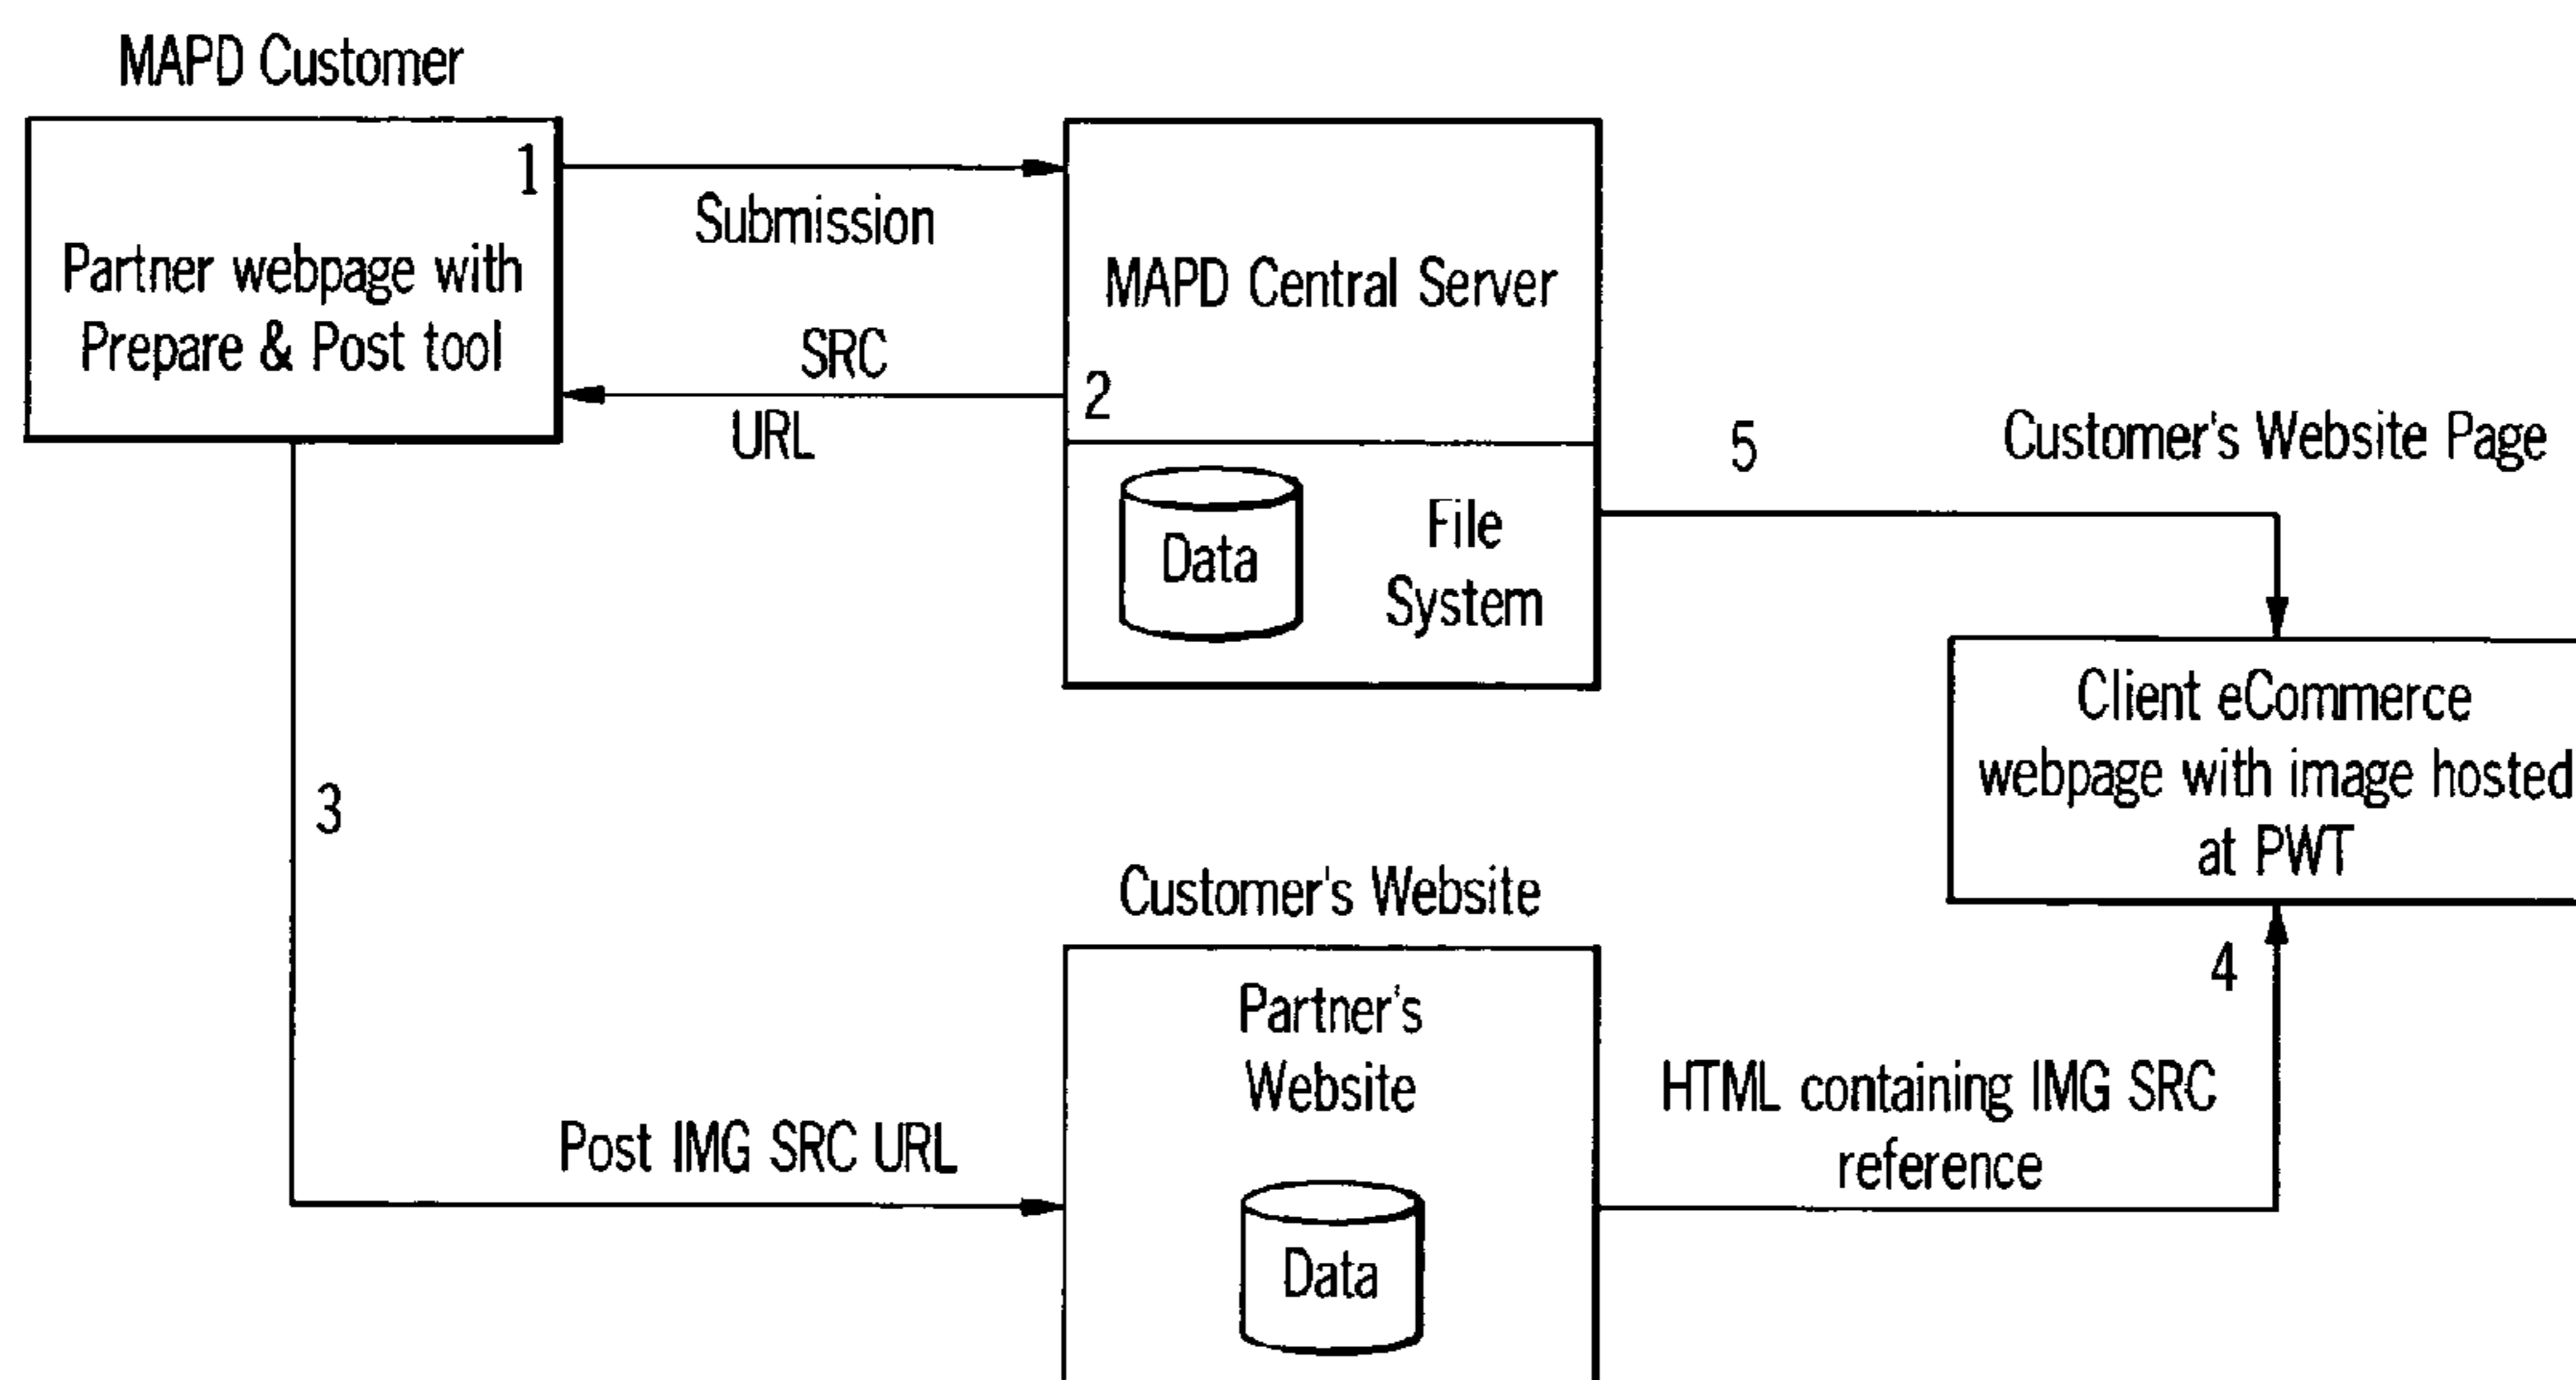 MAPD Customer
1
Partner webpage with
Prepare & Post tool
Submission
SRC
URL
MAPD Central Server
2
Data
File
System
5
Customer's Website Page
Client eCommerce
webpage with image hosted
at PWT
3
Post IMG SRC URL
Customer's Website
Partner's
Website
Data
4
HTML containing IMG SRC
reference